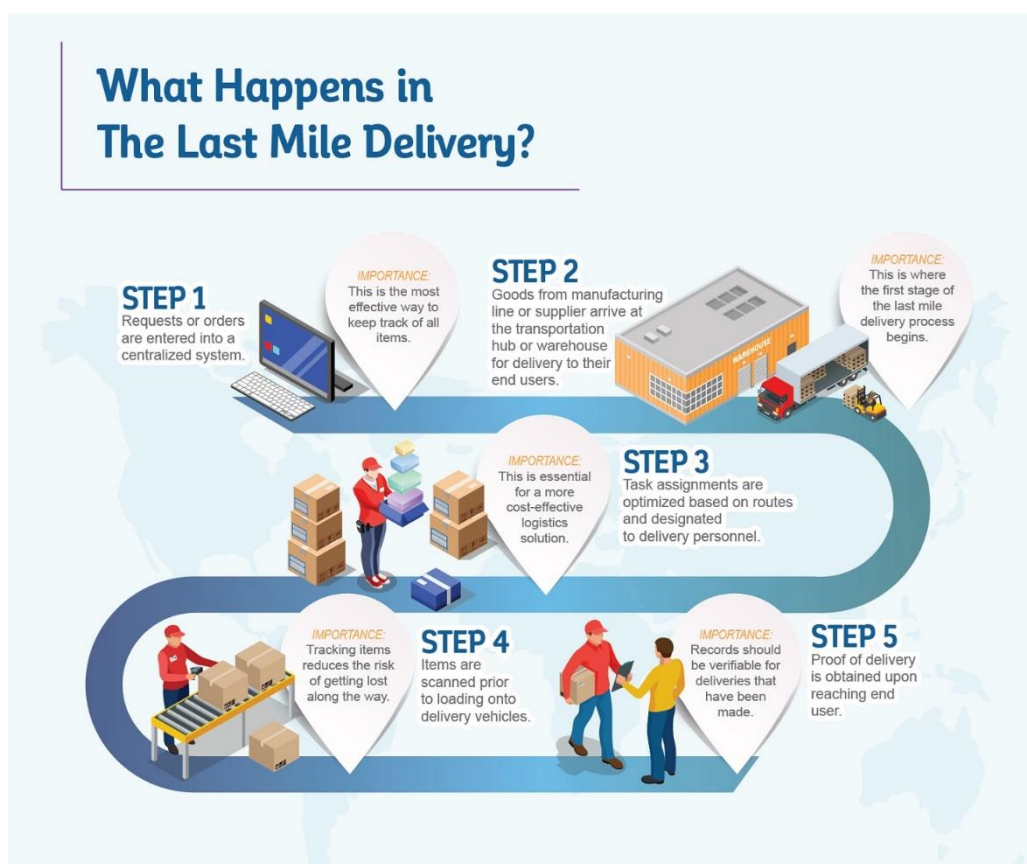 What Happens in
The Last Mile Delivery?
STEP 1
Requests or orders
are entered into a
centralized system.
IMPORTANCE:
This is the most
effective way to
keep track of all
items.
STEP 2
Goods from manufacturing
line or supplier arrive at
the transportation
hub or warehouse
for delivery to their
end users.
WAREHOUSE
IMPORTANCE:
This is where
the first stage of
the last mile
delivery process
begins.
IMPORTANCE:
This is essential
for a more
cost-effective
logistics
solution.
STEP 3
Task assignments are
optimized based on routes
and designated
to delivery personnel.
IMPORTANCE:
Tracking items
reduces the risk
of getting lost
along the way.
STEP 4
Items are
scanned prior
to loading onto
delivery vehicles.
IMPORTANCE:
Records should
be verifiable for
deliveries that
have been
made.
STEP 5
Proof of delivery
is obtained upon
reaching end
user.